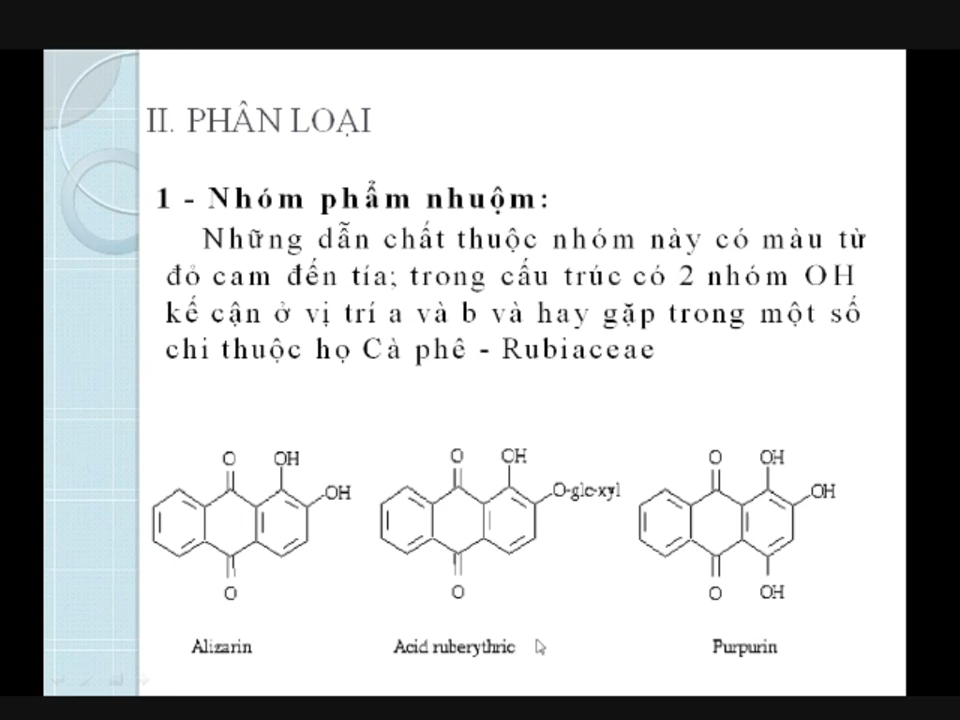 II. PHÂN LOẠI
1 - Nhóm phẩm nhuộm:
Những dẫn chất thuộc nhóm này có màu từ
đỏ cam đến tía; trong cấu trúc có 2 nhóm OH
kế cận ở vị trí a và b và hay gặp trong một số
chi thuộc họ Cà phê - Rubiaceae
O OH OH O
O OH O-glc-xyl O
O OH OH O OH
Alizarin Acid ruberythric Purpurin